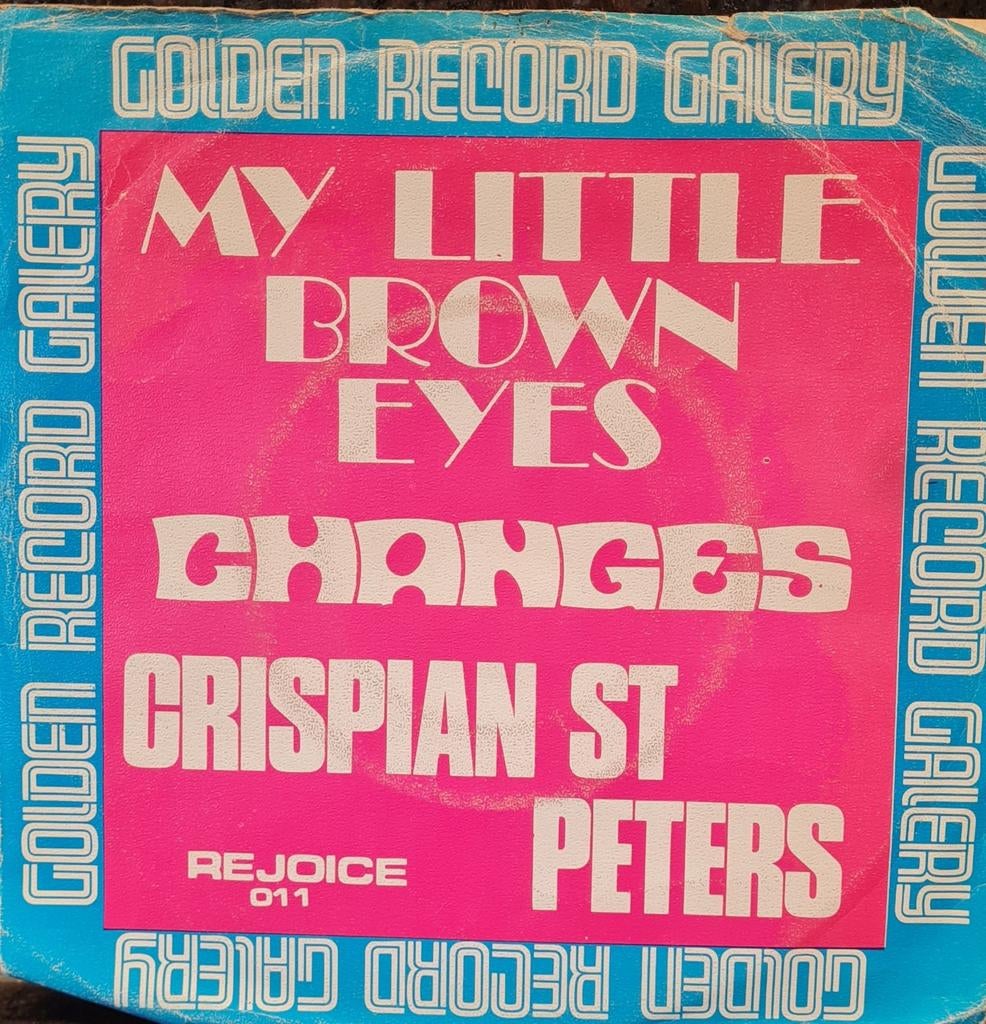 GOLDEN RECORD GALERY
MY LITTLE
BROWN
EYES
CHANGES
CRISPIAN ST
PETERS
REJOICE
011
GOLDEN RECORD GALERY
GOLDEN RECORD GALERY
GOLDEN RECORD GALERY